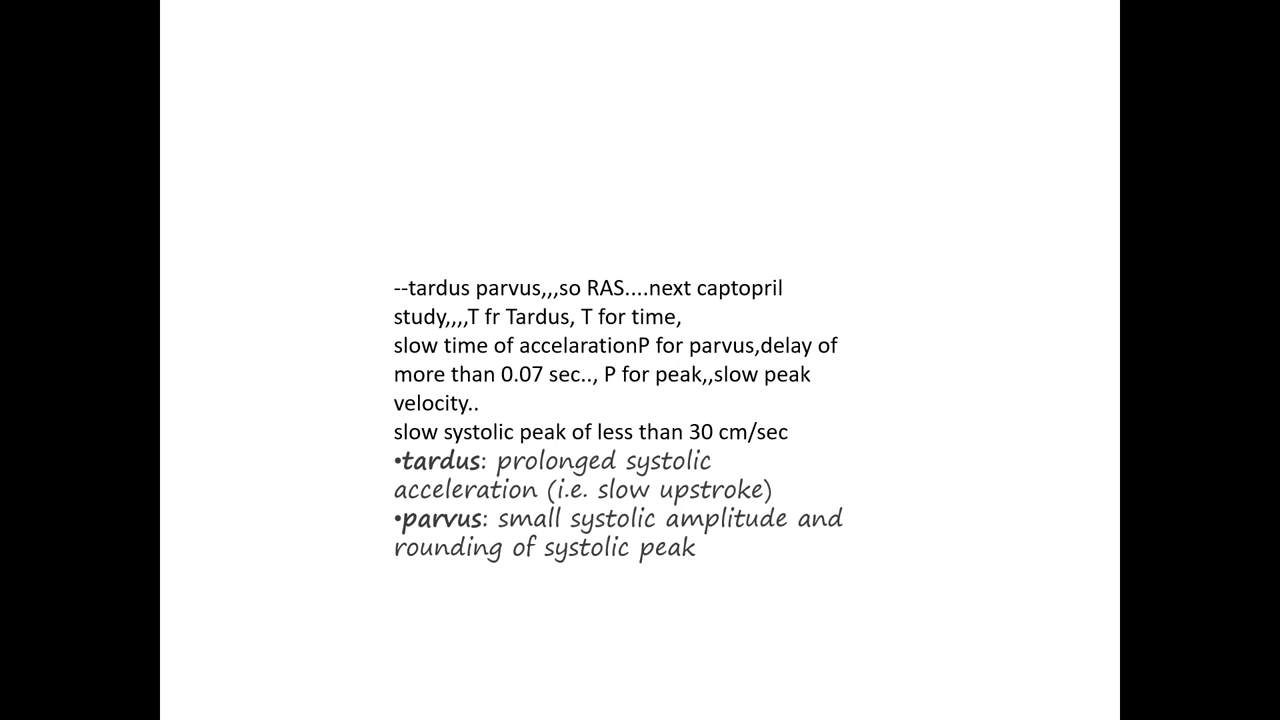 --tardus parvus,,,so RAS....next captopril
study,,,,T fr Tardus, T for time,
slow time of accelarationP for parvus,delay of
more than 0.07 sec.., P for peak,,slow peak
velocity..
slow systolic peak of less than 30 cm/sec
•tardus: prolonged systolic
acceleration (i.e. slow upstroke)
•parvus: small systolic amplitude and
rounding of systolic peak